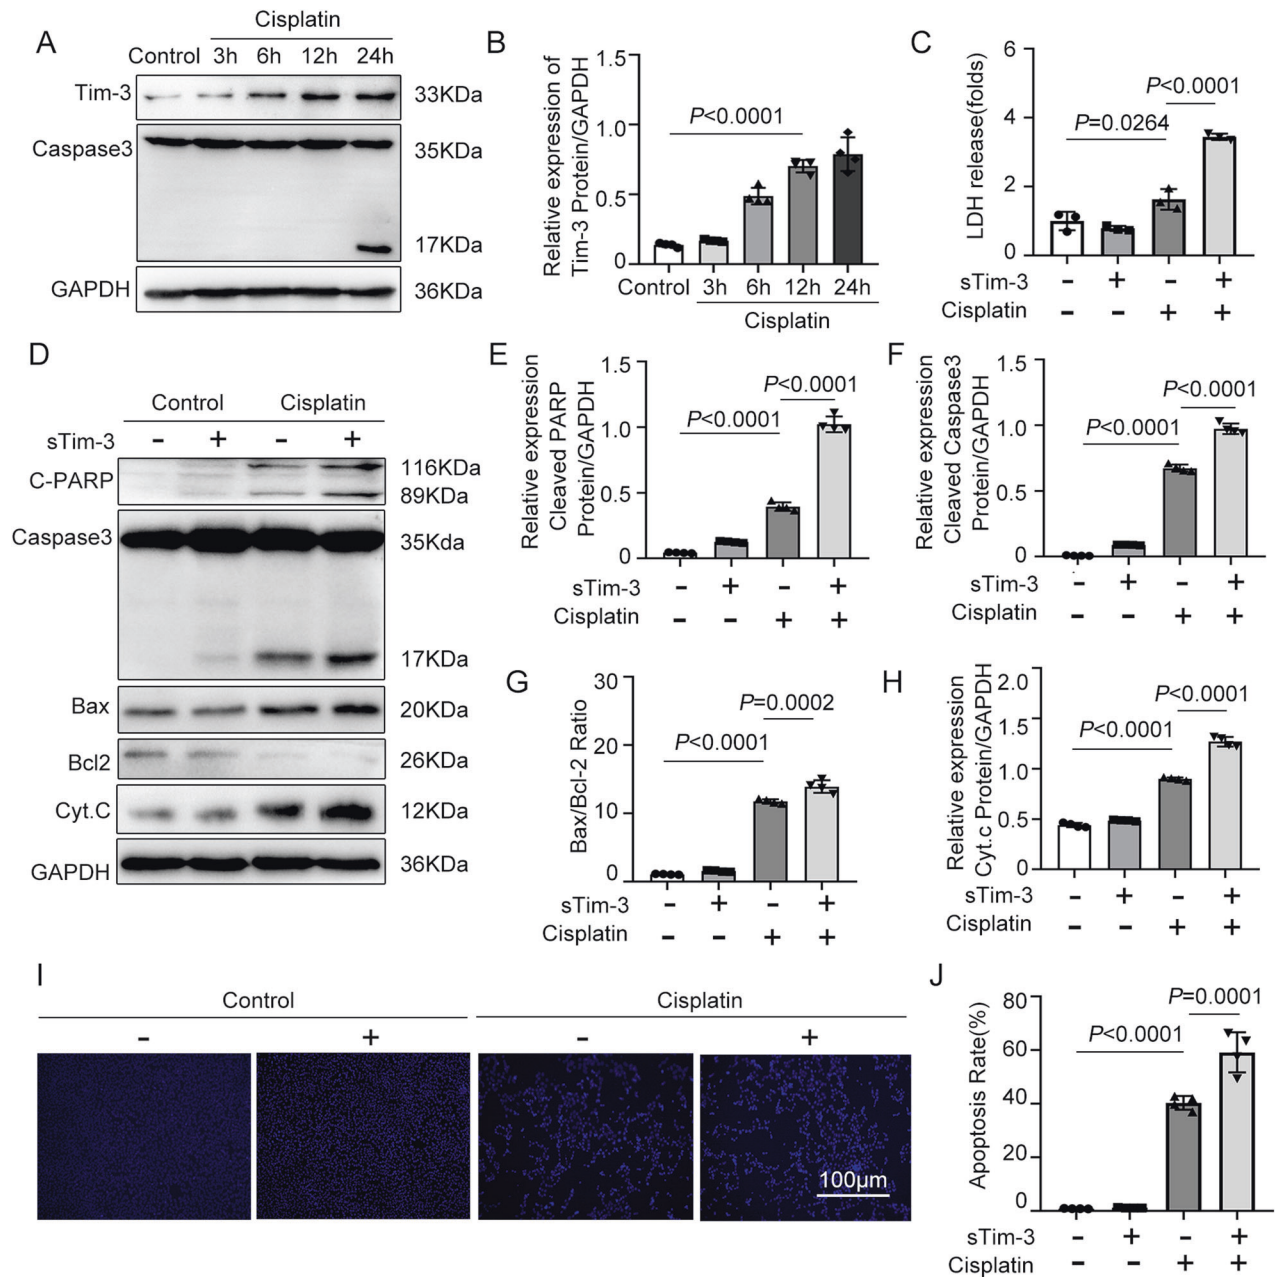 A
Cisplatin
Control 3h 6h 12h 24h
Tim-3 33KDa
Caspase3 35KDa
17KDa
GAPDH 36KDa
B
Relative expression of
Tim-3 Protein/GAPDH
1.5
1.0
0.5
0
P<0.0001
Control 3h 6h 12h 24h
Cisplatin
C
LDH release(folds)
6
4
2
0
P<0.0001
P=0.0264
sTim-3 - + - +
Cisplatin - - + +
D
Control Cisplatin
sTim-3 - + - +
C-PARP 116KDa
89KDa
Caspase3 35Kda
17KDa
Bax 20KDa
Bcl2 26KDa
Cyt.C 12KDa
GAPDH 36KDa
E
Relative expression
Cleaved PARP
Protein/GAPDH
1.5
1.0
0.5
0
P<0.0001
P<0.0001
sTim-3 - + - +
Cisplatin - - + +
F
Relative expression
Cleaved Caspase3
Protein/GAPDH
1.5
1.0
0.5
0
P<0.0001
P<0.0001
sTim-3 - + - +
Cisplatin - - + +
G
Bax/Bcl-2 Ratio
30
20
10
0
P=0.0002
P<0.0001
sTim-3 - + - +
Cisplatin - - + +
H
Relative expression
Cyt.c Protein/GAPDH
2.0
1.5
1.0
0.5
0
P<0.0001
P<0.0001
sTim-3 - + - +
Cisplatin - - + +
I
Control Cisplatin
- + - +
100μm
J
Apoptosis Rate(%)
80
60
40
20
0
P=0.0001
P<0.0001
sTim-3 - + - +
Cisplatin - - + +